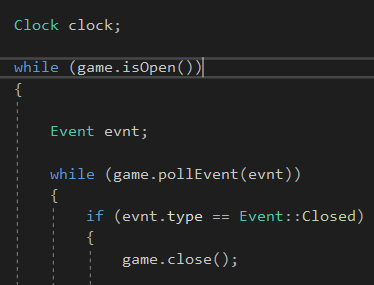 Clock clock;
while (game.isOpen())
{
Event evnt;
while (game.pollEvent(evnt))
{
if (evnt.type == Event::Closed)
{
game.close();